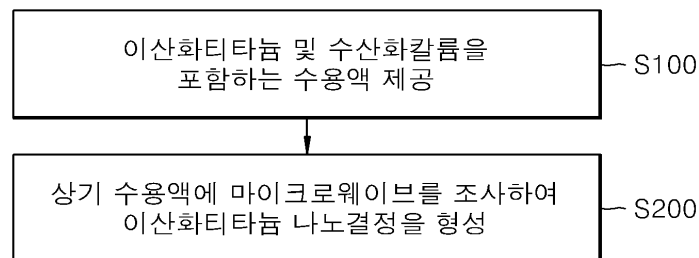 이산화티타늄 및 수산화칼륨을
포함하는 수용액 제공
S100
상기 수용액에 마이크로웨이브를 조사하여
이산화티타늄 나노결정을 형성
S200